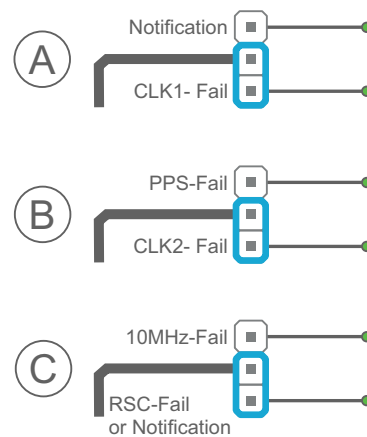 Notification
A
CLK1- Fail
PPS-Fail
B
CLK2- Fail
10MHz-Fail
C
RSC-Fail
or Notification